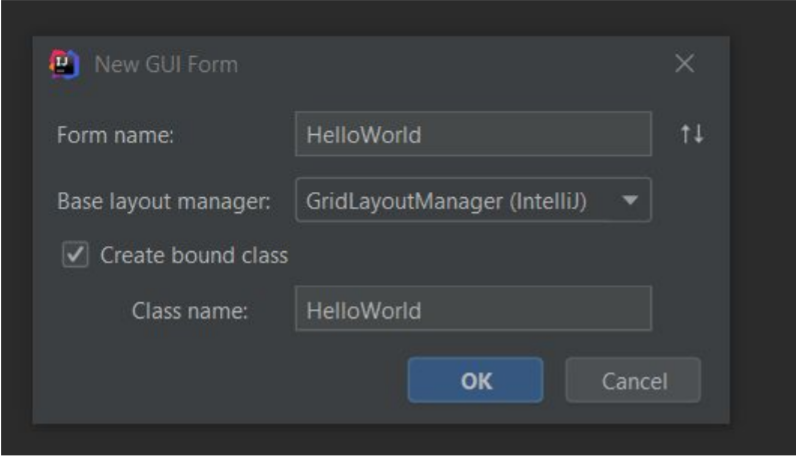 New GUI Form
Form name: HelloWorld
Base layout manager: GridLayoutManager (IntelliJ)
Create bound class
Class name: HelloWorld
OK Cancel